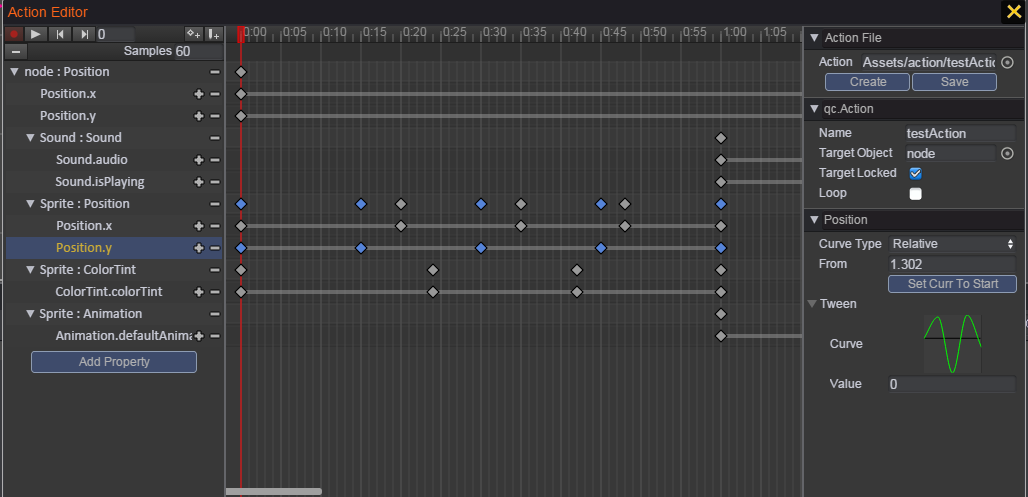 Action Editor
0
0:00 0:05 0:10 0:15 0:20 0:25 0:30 0:35 0:40 0:45 0:50 0:55 1:00 1:05
Samples 60
node : Position
Position.x
Position.y
Sound : Sound
Sound.audio
Sound.isPlaying
Sprite : Position
Position.x
Position.y
Sprite : ColorTint
ColorTint.colorTint
Sprite : Animation
Animation.defaultAnima
Add Property
Action File
Action Assets/action/testActic
Create Save
qc.Action
Name testAction
Target Object node
Target Locked
Loop
Position
Curve Type Relative
From 1.302
Set Curr To Start
Tween
Curve
Value 0